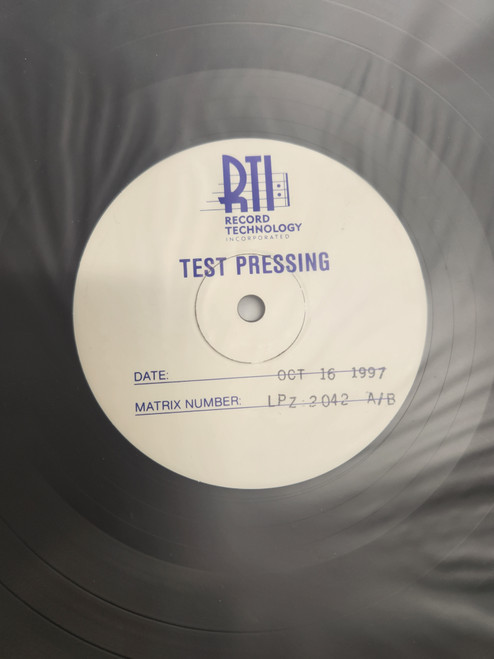 RTI
RECORD
TECHNOLOGY
INCORPORATED
TEST PRESSING
DATE: OCT 16 1997
MATRIX NUMBER: LPZ-2042 A/B